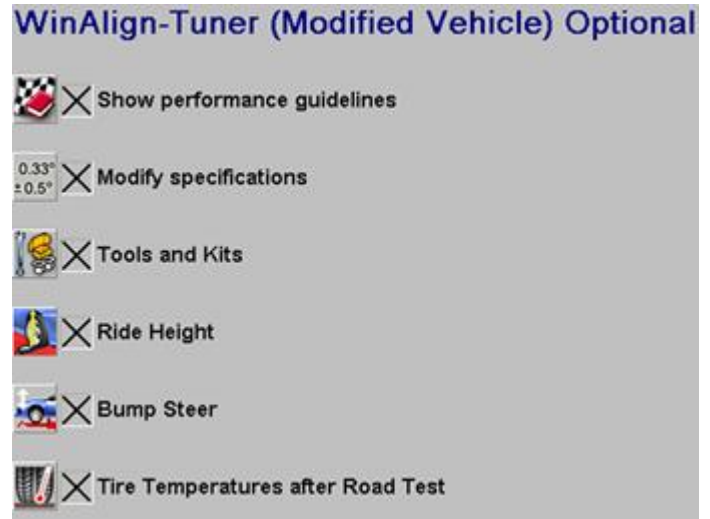 WinAlign-Tuner (Modified Vehicle) Optional
Show performance guidelines
0.33°
±0.5°
Modify specifications
Tools and Kits
Ride Height
Bump Steer
Tire Temperatures after Road Test